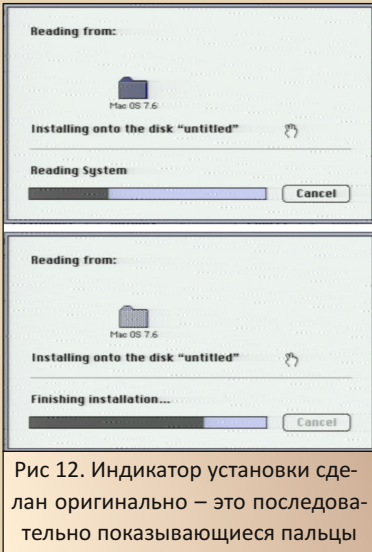 Reading from:
Mac OS 7.6
Installing onto the disk “untitled”
Reading System
Cancel
Reading from:
Mac OS 7.6
Installing onto the disk “untitled”
Finishing installation...
Cancel
Рис 12. Индикатор установки сде-
лан оригинально – это последова-
тельно показывающиеся пальцы